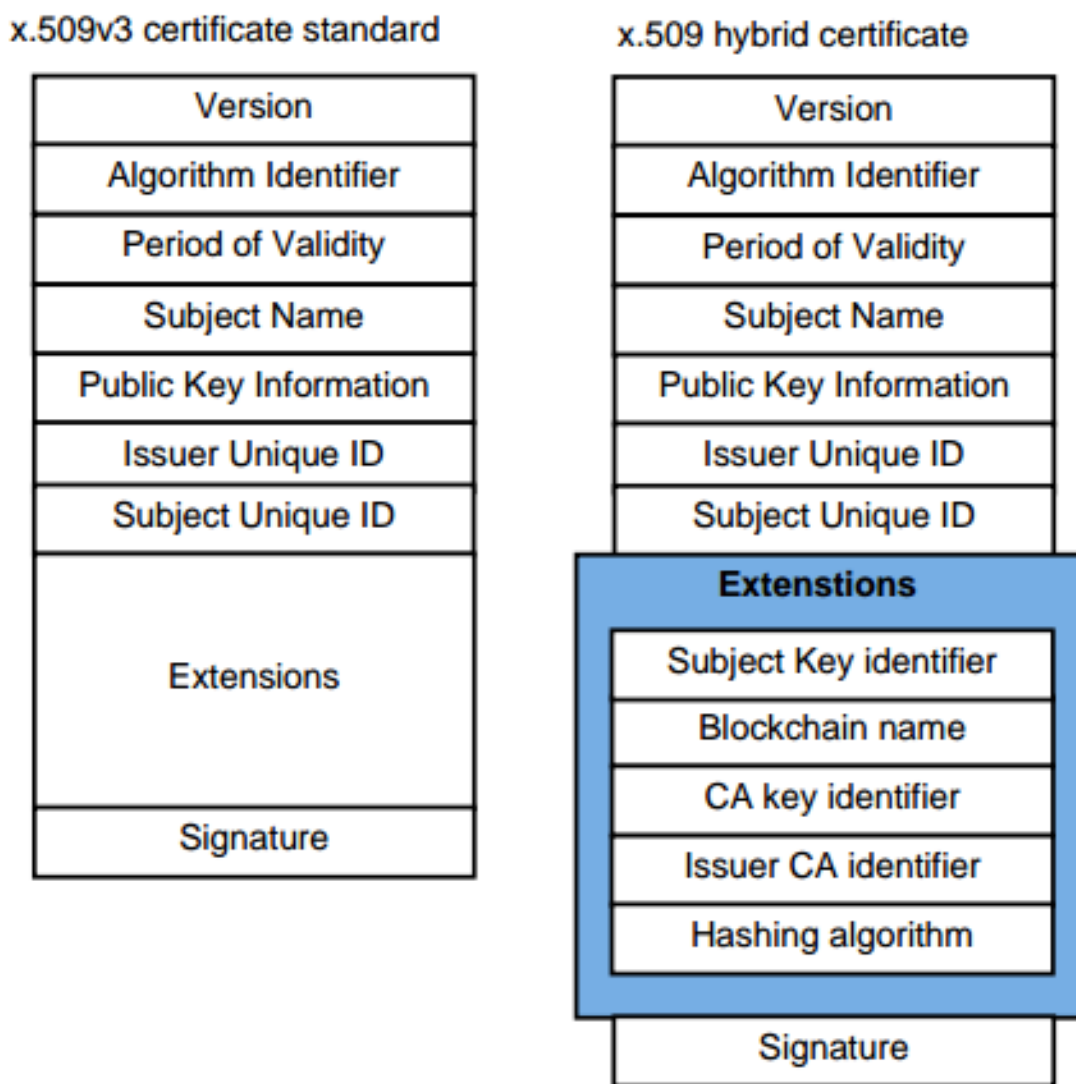 x.509v3 certificate standard
Version
Algorithm Identifier
Period of Validity
Subject Name
Public Key Information
Issuer Unique ID
Subject Unique ID
Extensions
Signature
x.509 hybrid certificate
Version
Algorithm Identifier
Period of Validity
Subject Name
Public Key Information
Issuer Unique ID
Subject Unique ID
Extenstions
Subject Key identifier
Blockchain name
CA key identifier
Issuer CA identifier
Hashing algorithm
Signature